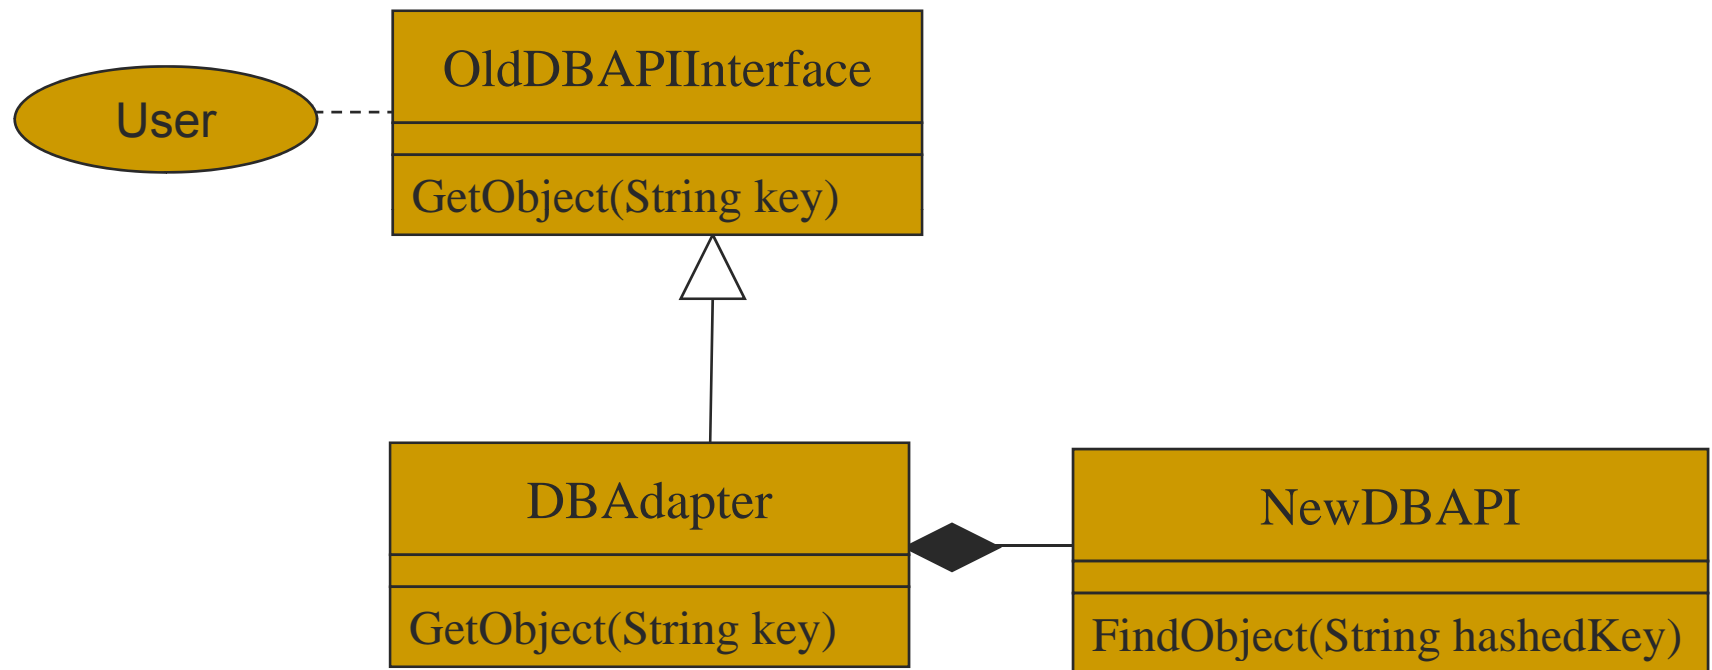 OldDBAPIInterface
User
GetObject(String key)
DBAdapter
NewDBAPI
GetObject(String key)
FindObject(String hashedKey)